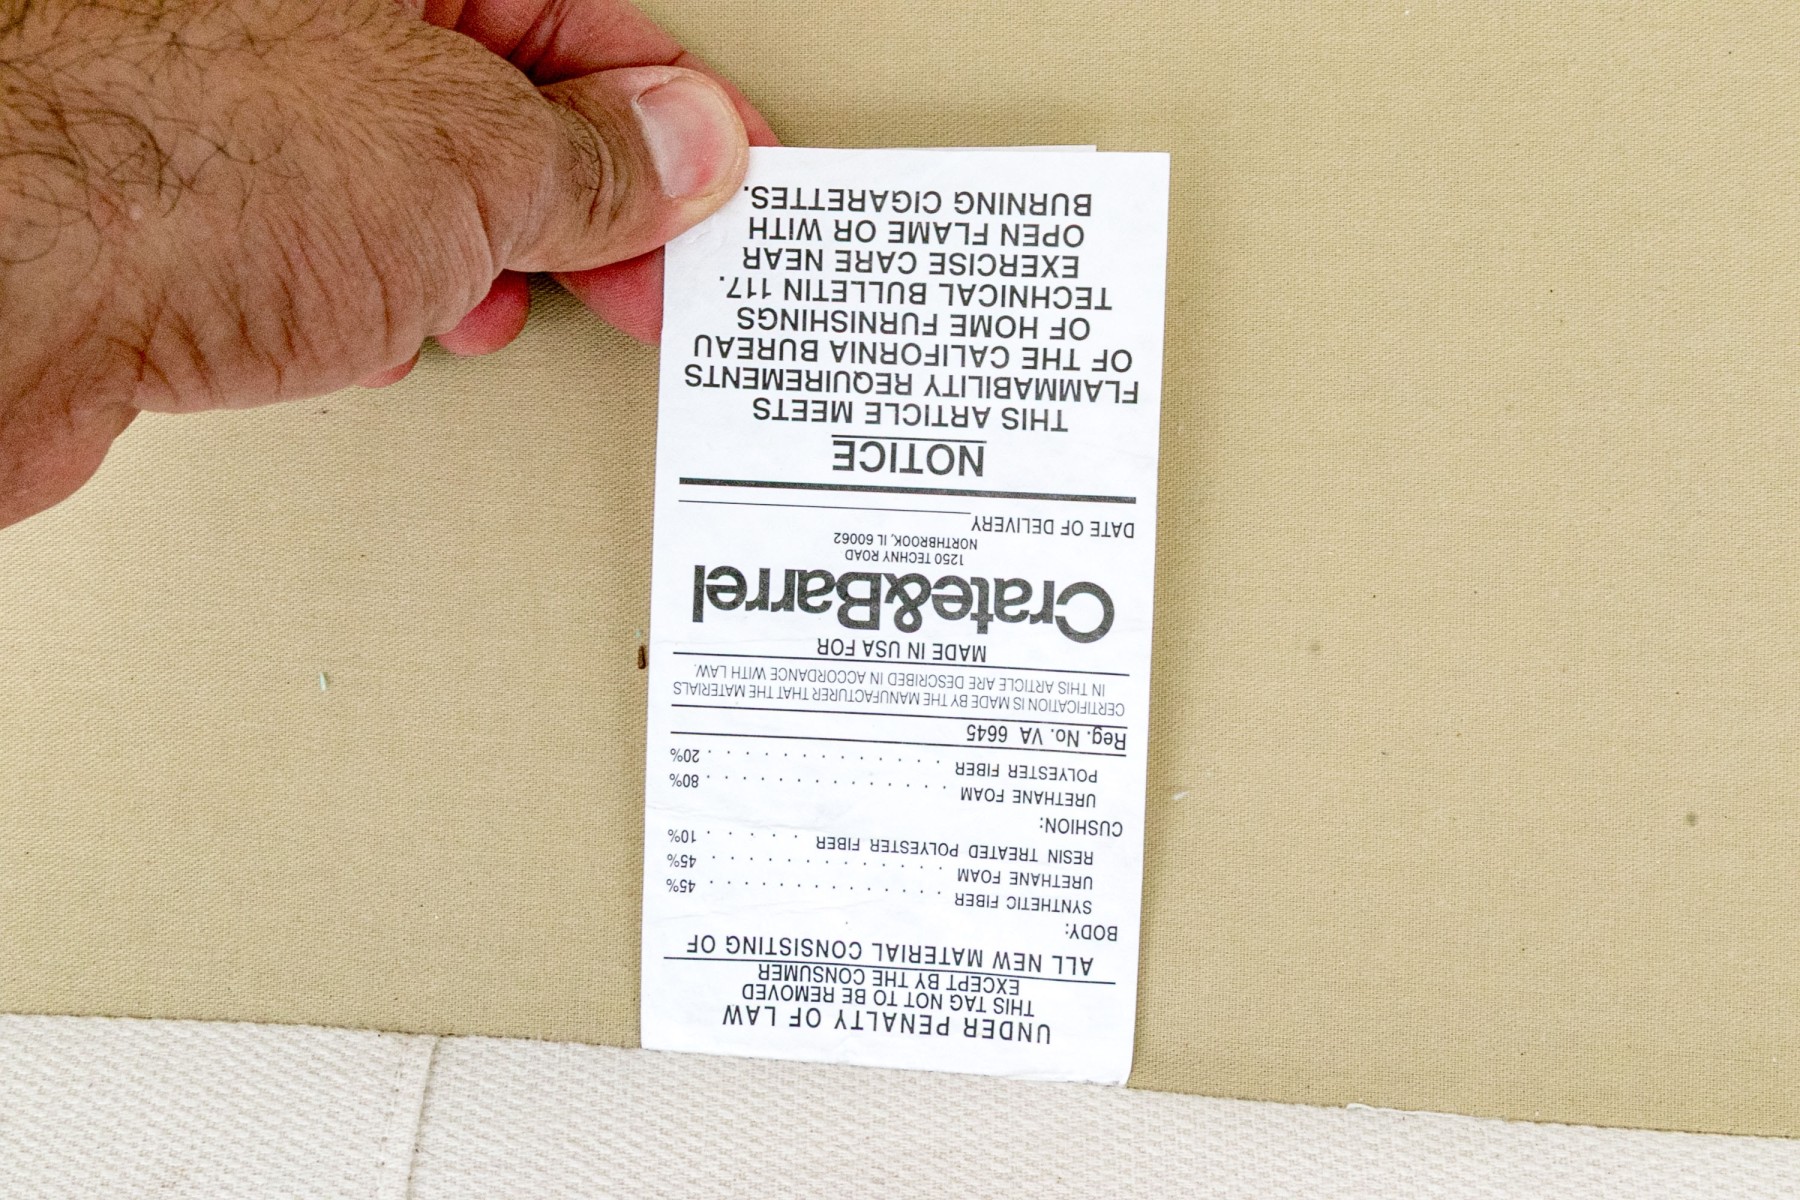 UNDER PENALTY OF LAW
THIS TAG NOT TO BE REMOVED
EXCEPT BY THE CONSUMER
ALL NEW MATERIAL CONSISTING OF
BODY:
SYNTHETIC FIBER . . . . . . . . . . . . . . 45%
URETHANE FOAM . . . . . . . . . . . . . . 45%
RESIN TREATED POLYESTER FIBER . . . . . . 10%
CUSHION:
URETHANE FOAM . . . . . . . . . . . . . . 80%
POLYESTER FIBER . . . . . . . . . . . . . . 20%
Reg. No. VA 6645
CERTIFICATION IS MADE BY THE MANUFACTURER THAT THE MATERIALS
IN THIS ARTICLE ARE DESCRIBED IN ACCORDANCE WITH LAW.
MADE IN USA FOR
Crate&Barrel
1250 TECHNY ROAD
NORTHBROOK, IL 60062
DATE OF DELIVERY
NOTICE
THIS ARTICLE MEETS
FLAMMABILITY REQUIREMENTS
OF THE CALIFORNIA BUREAU
OF HOME FURNISHINGS
TECHNICAL BULLETIN 117.
EXERCISE CARE NEAR
OPEN FLAME OR WITH
BURNING CIGARETTES.